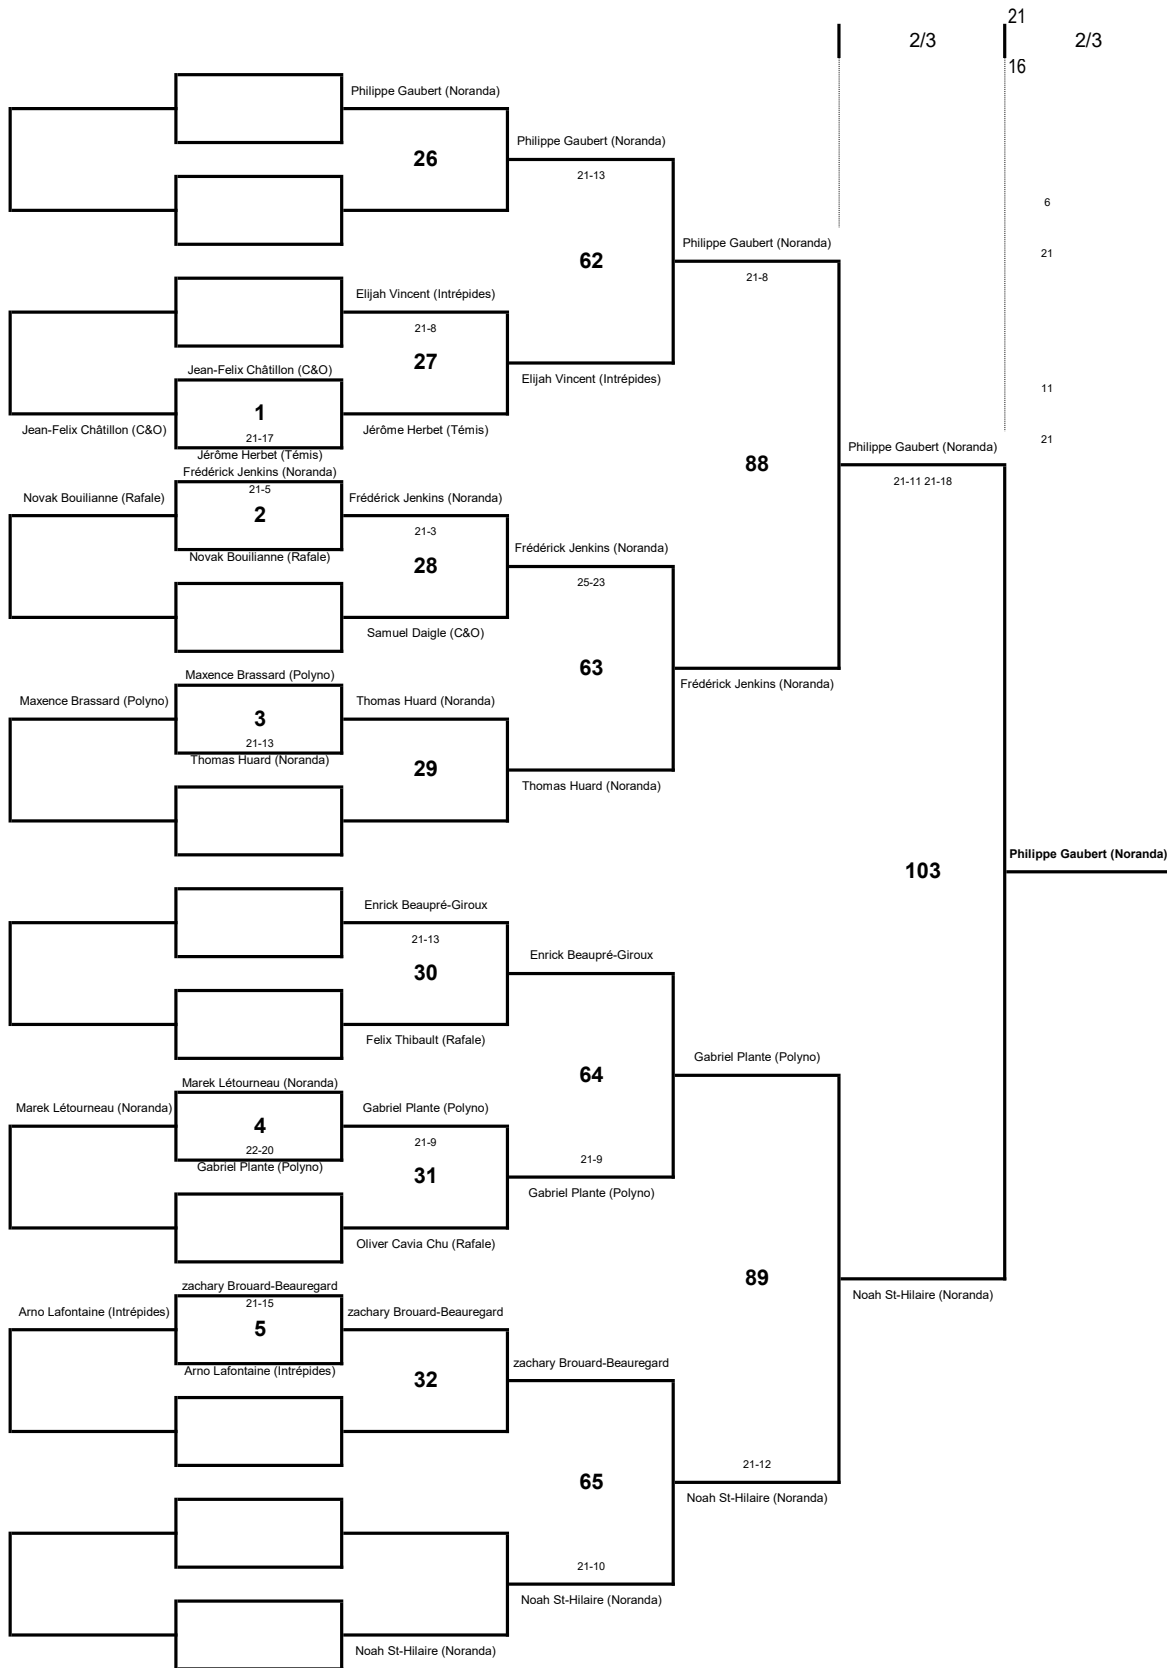 21
2/3 2/3
16
Philippe Gaubert (Noranda)
Philippe Gaubert (Noranda)
26
21-13
6
Philippe Gaubert (Noranda)
21
62
21-8
Elijah Vincent (Intrépides)
21-8
27
Jean-Felix Châtillon (C&O)
Elijah Vincent (Intrépides)
11
1
Jean-Felix Châtillon (C&O) Jérôme Herbet (Témis)
21-17
21
Philippe Gaubert (Noranda)
Jérôme Herbet (Témis)
88
Frédérick Jenkins (Noranda)
21-11 21-18
21-5
Novak Bouilianne (Rafale) Frédérick Jenkins (Noranda)
2
21-3
Frédérick Jenkins (Noranda)
Novak Bouilianne (Rafale)
28
25-23
Samuel Daigle (C&O)
63
Maxence Brassard (Polyno)
Frédérick Jenkins (Noranda)
Maxence Brassard (Polyno) Thomas Huard (Noranda)
3
21-13
Thomas Huard (Noranda)
29
Thomas Huard (Noranda)
Philippe Gaubert (Noranda)
103
Enrick Beaupré-Giroux
21-13
Enrick Beaupré-Giroux
30
Felix Thibault (Rafale)
Gabriel Plante (Polyno)
64
Marek Létourneau (Noranda)
Marek Létourneau (Noranda) Gabriel Plante (Polyno)
4
21-9
22-20
21-9
Gabriel Plante (Polyno)
31
Gabriel Plante (Polyno)
Oliver Cavia Chu (Rafale)
89
zachary Brouard-Beauregard
Noah St-Hilaire (Noranda)
21-15
Arno Lafontaine (Intrépides) zachary Brouard-Beauregard
5
zachary Brouard-Beauregard
Arno Lafontaine (Intrépides)
32
21-12
65
Noah St-Hilaire (Noranda)
21-10
Noah St-Hilaire (Noranda)
Noah St-Hilaire (Noranda)